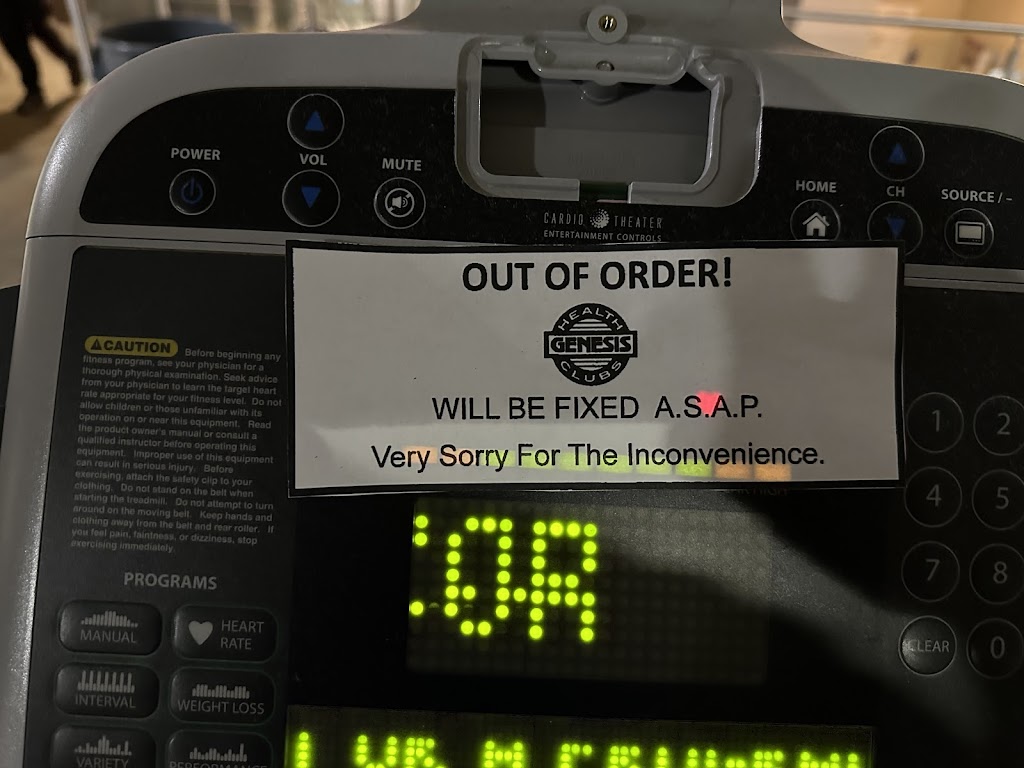 POWER
VOL
MUTE
HOME
CH
SOURCE / –
CARDIO THEATER
ENTERTAINMENT CONTROLS
OUT OF ORDER!
HEALTH
GENESIS
CLUBS
WILL BE FIXED A.S.A.P.
Very Sorry For The Inconvenience.
CAUTION Before beginning any
fitness program, see your physician for a
thorough physical examination. Seek advice
from your physician to learn the target heart
rate appropriate for your fitness level. Do not
allow children or those unfamiliar with its
operation on or near this equipment. Read
the product owner's manual or consult a
qualified instructor before operating this
equipment. Improper use of this equipment
can result in serious injury. Before
exercising, attach the safety clip to your
clothing. Do not stand on the belt when
starting the treadmill. Do not attempt to turn
around on the moving belt. Keep hands and
clothing away from the belt and rear roller. If
you feel pain, faintness, or dizziness, stop
exercising immediately.
PROGRAMS
MANUAL
HEART
RATE
INTERVAL
WEIGHT LOSS
VARIETY
PERFORMANCE
1 2
4 5
7 8
CLEAR 0